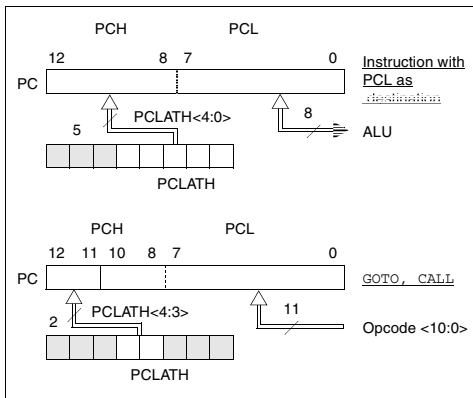 PCH PCL
12 8 7 0
PC
Instruction with
PCL as
destination
PCLATH<4:0>
5
8
ALU
PCLATH
PCH PCL
12 11 10 8 7 0
PC
GOTO, CALL
PCLATH<4:3>
2
11
Opcode <10:0>
PCLATH